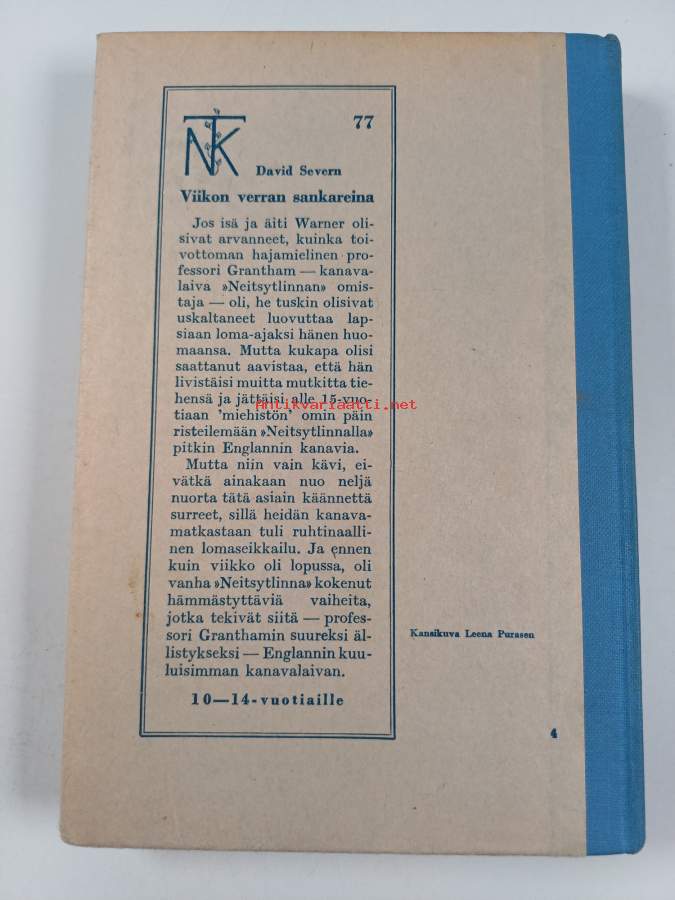 NTK
77
David Severn
Viikon verran sankareina
Jos isä ja äiti Warner oli-
sivat arvanneet, kuinka toi-
vottoman hajamielinen pro-
fessori Grantham — kanava-
laiva »Neitsytlinnan» omis-
taja — oli, he tuskin olisivat
uskaltaneet luovuttaa lap-
siaan loma-ajaksi hänen huo-
maansa. Mutta kukapa olisi
saattanut aavistaa, että hän
livistäisi muitta mutkitta tie-
hensä ja jättäisi alle 15-vuo-
tiaan 'miehistön' omin päin
risteilemään »Neitsytlinnalla»
pitkin Englannin kanavia.
Mutta niin vain kävi, ei-
vätkä ainakaan nuo neljä
nuorta tätä asiain käännettä
surreet, sillä heidän kanava-
matkastaan tuli ruhtinaalli-
nen lomaseikkailu. Ja ennen
kuin viikko oli lopussa, oli
vanha »Neitsytlinna» kokenut
hämmästyttäviä vaiheita,
jotka tekivät siitä — profes-
sori Granthamin suureksi äl-
listykseksi — Englannin kuu-
luisimman kanavalaivan.
10—14-vuotiaille
Kansikuva Leena Puranen
4
Antikvariaatti.net